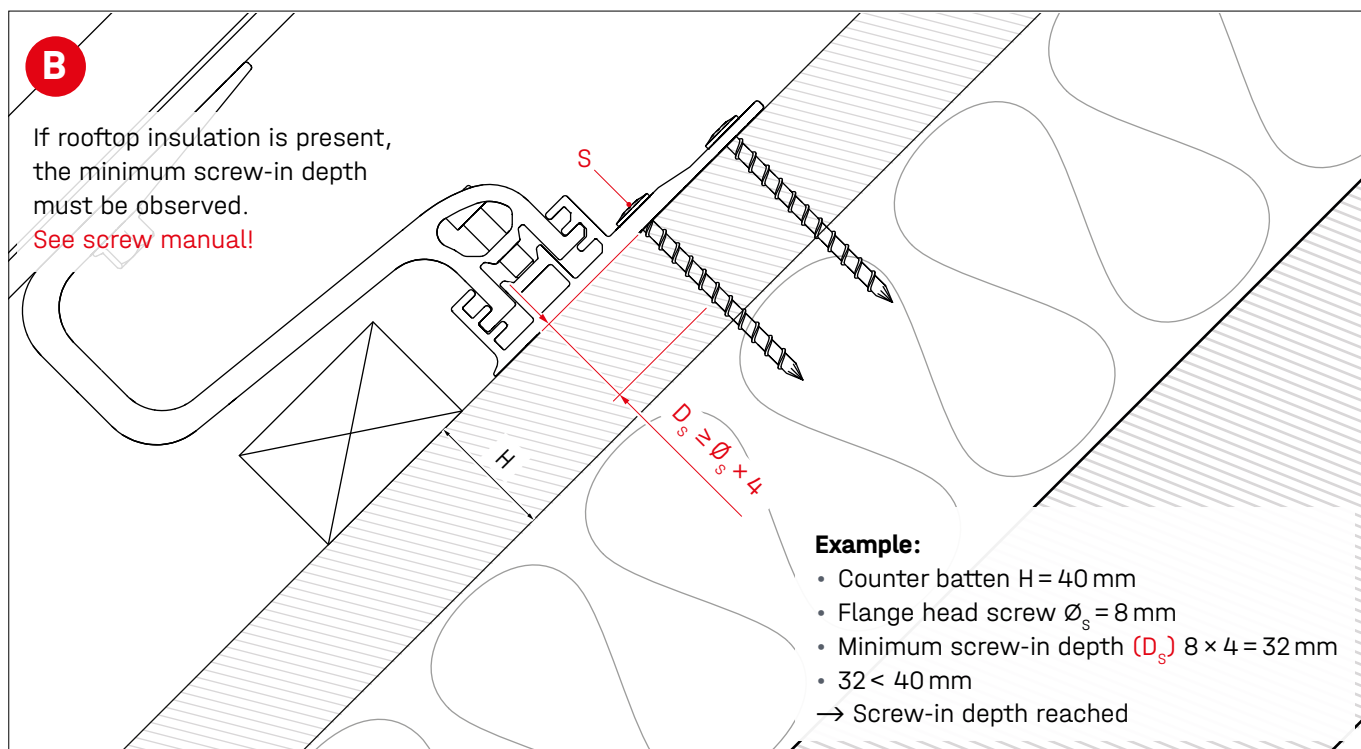 B
If rooftop insulation is present,
the minimum screw-in depth
must be observed.
See screw manual!
S
H
Dₛ ≥ Øₛ × 4
Example:
• Counter batten H = 40 mm
• Flange head screw Øₛ = 8 mm
• Minimum screw-in depth (Dₛ) 8 × 4 = 32 mm
• 32 < 40 mm
→ Screw-in depth reached